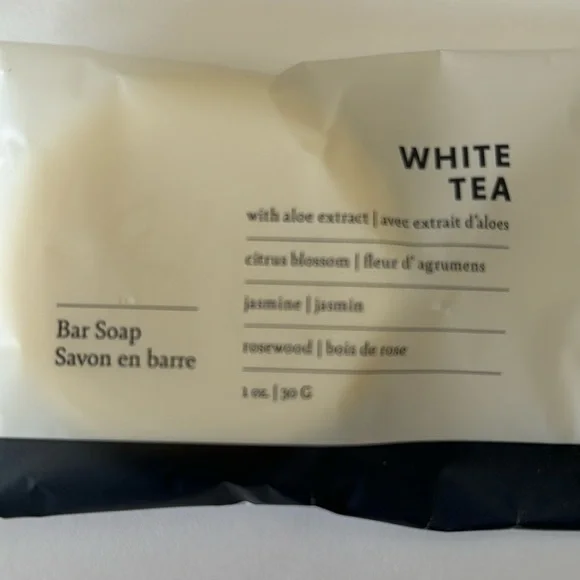 WHITE
TEA
with aloe extract | avec extrait d'aloes
citrus blossom | fleur d' agrumens
jasmine | jasmin
rosewood | bois de rose
1 oz. | 30 G
Bar Soap
Savon en barre